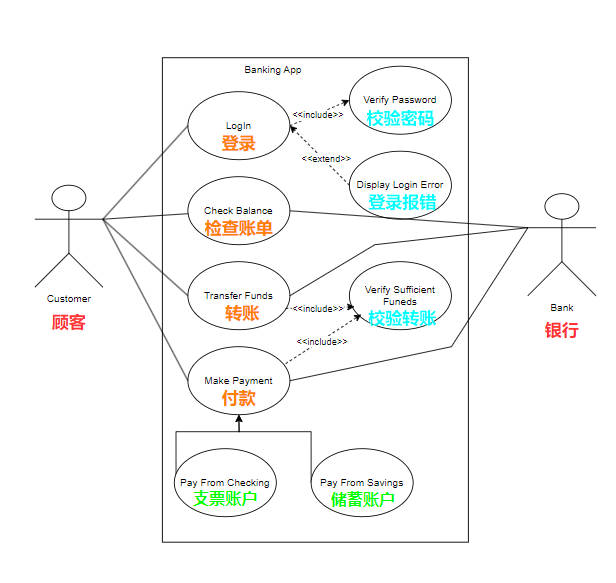 Banking App
LogIn
登录
<<include>>
Verify Password
校验密码
<<extend>>
Display Login Error
登录报错
Check Balance
检查账单
Customer
顾客
Bank
银行
Transfer Funds
转账
<<include>>
Verify Sufficient
Funeds
校验转账
<<include>>
Make Payment
付款
Pay From Checking
支票账户
Pay From Savings
储蓄账户